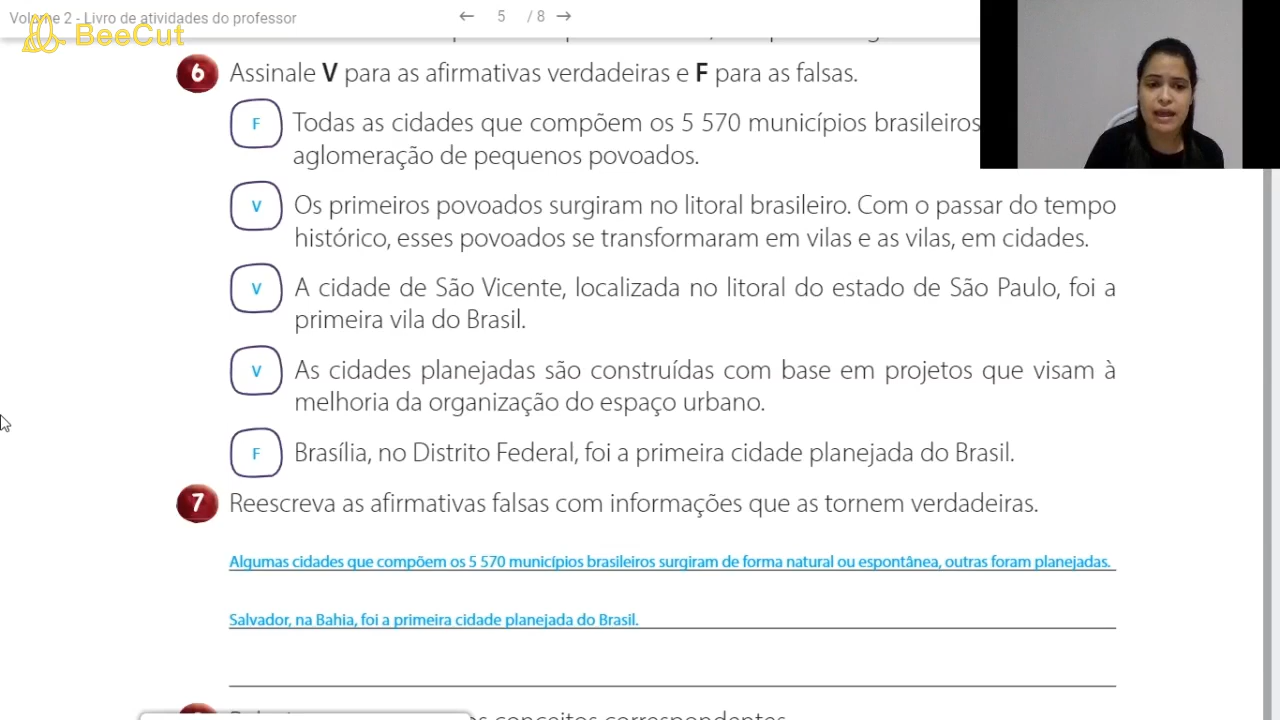 Volume 2 - Livro de atividades do professor
5 / 8
BeeCut
6 Assinale V para as afirmativas verdadeiras e F para as falsas.
F Todas as cidades que compõem os 5 570 municípios brasileiros
aglomeração de pequenos povoados.
V Os primeiros povoados surgiram no litoral brasileiro. Com o passar do tempo
histórico, esses povoados se transformaram em vilas e as vilas, em cidades.
V A cidade de São Vicente, localizada no litoral do estado de São Paulo, foi a
primeira vila do Brasil.
V As cidades planejadas são construídas com base em projetos que visam à
melhoria da organização do espaço urbano.
F Brasília, no Distrito Federal, foi a primeira cidade planejada do Brasil.
7 Reescreva as afirmativas falsas com informações que as tornem verdadeiras.
Algumas cidades que compõem os 5 570 municípios brasileiros surgiram de forma natural ou espontânea, outras foram planejadas.
Salvador, na Bahia, foi a primeira cidade planejada do Brasil.
conceitos correspondentes